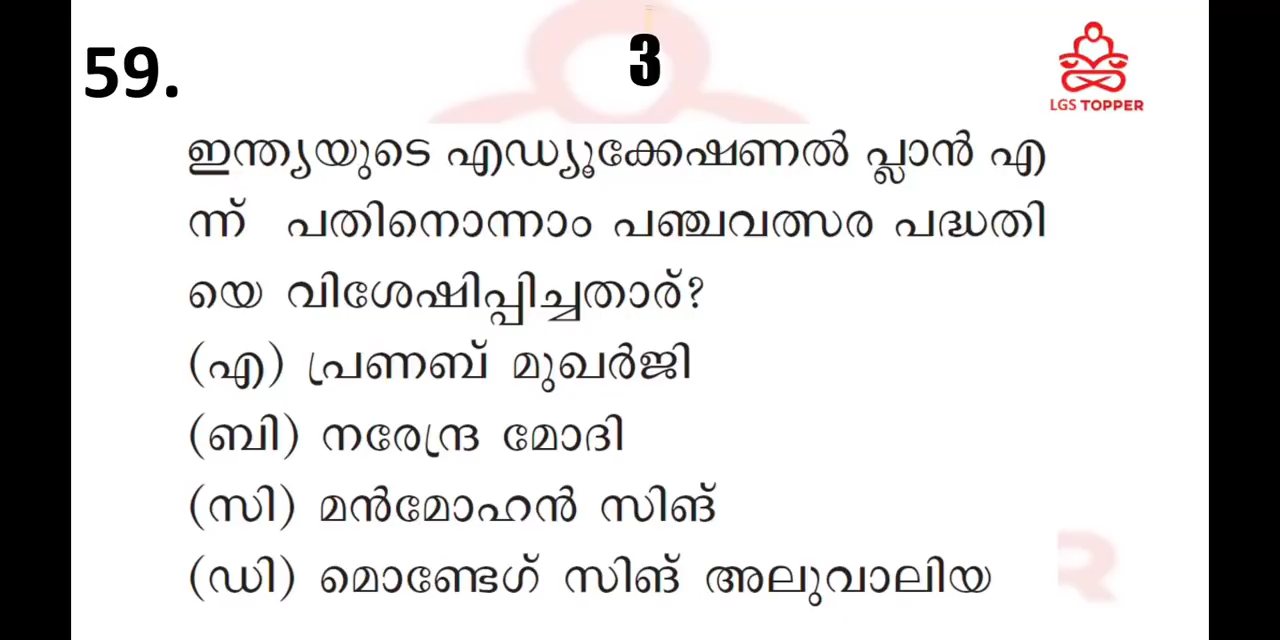 59.
3
LGS TOPPER
ഇന്ത്യയുടെ എഡ്യൂക്കേഷണൽ പ്ലാൻ എ
ന്ന് പതിനൊന്നാം പഞ്ചവത്സര പദ്ധതി
യെ വിശേഷിപ്പിച്ചതാര്?
(എ) പ്രണബ് മുഖർജി
(ബി) നരേന്ദ്ര മോദി
(സി) മൻമോഹൻ സിങ്
(ഡി) മൊണ്ടേഗ് സിങ് അലുവാലിയ
R